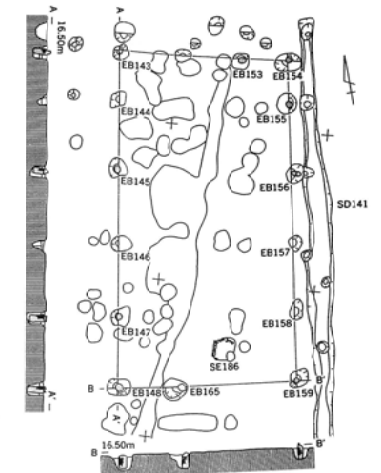 A
A
16.50m
EB143
EB153
EB154
EB144
EB155
EB145
EB156
SD141
EB146
EB157
EB147
EB158
SE186
B
EB148
EB165
EB159
B'
A'
A'
16.50m
B
B'